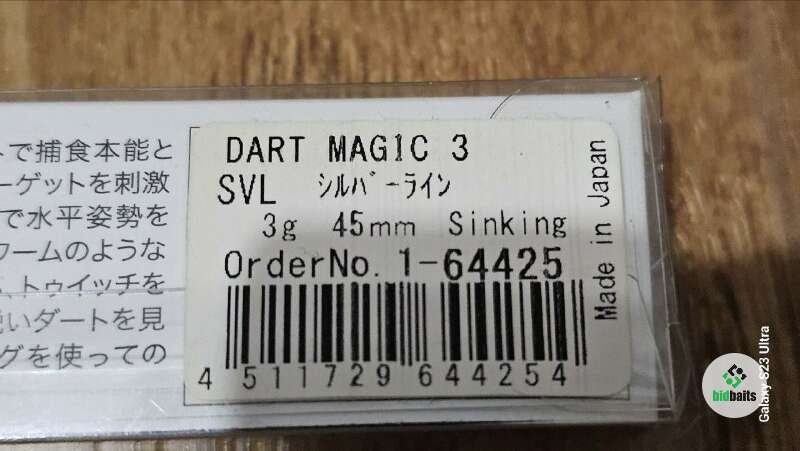 で捕食本能と
ーゲットを刺激
で水平姿勢を
ワームのような
トゥイッチを
いダートを見
グを使っての
DART MAGIC 3
SVL ｼﾙﾊﾞｰﾗｲﾝ
3g 45mm Sinking
OrderNo. 1-64425
4 511729 644254
Made in Japan
bidbaits
Galaxy S23 Ultra